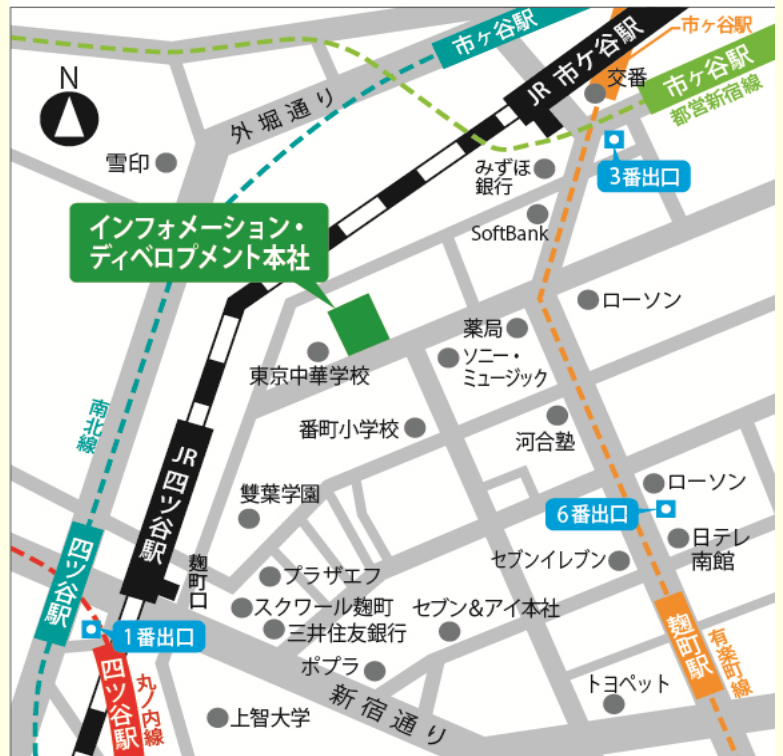 市ヶ谷駅
JR 市ヶ谷駅
市ヶ谷駅
交番
市ヶ谷駅
都営新宿線
N
外堀通り
雪印
みずほ
銀行
3番出口
SoftBank
インフォメーション・
ディベロプメント本社
ローソン
薬局
ソニー・
ミュージック
東京中華学校
南北線
番町小学校
河合塾
JR 四ツ谷駅
雙葉学園
ローソン
6番出口
日テレ
南館
四ツ谷駅
麹町口
プラザエフ
セブンイレブン
スクワール麹町
セブン&アイ本社
1番出口
三井住友銀行
麹町駅
有楽町線
四ツ谷駅
丸ノ内線
ポプラ
新宿通り
トヨペット
上智大学